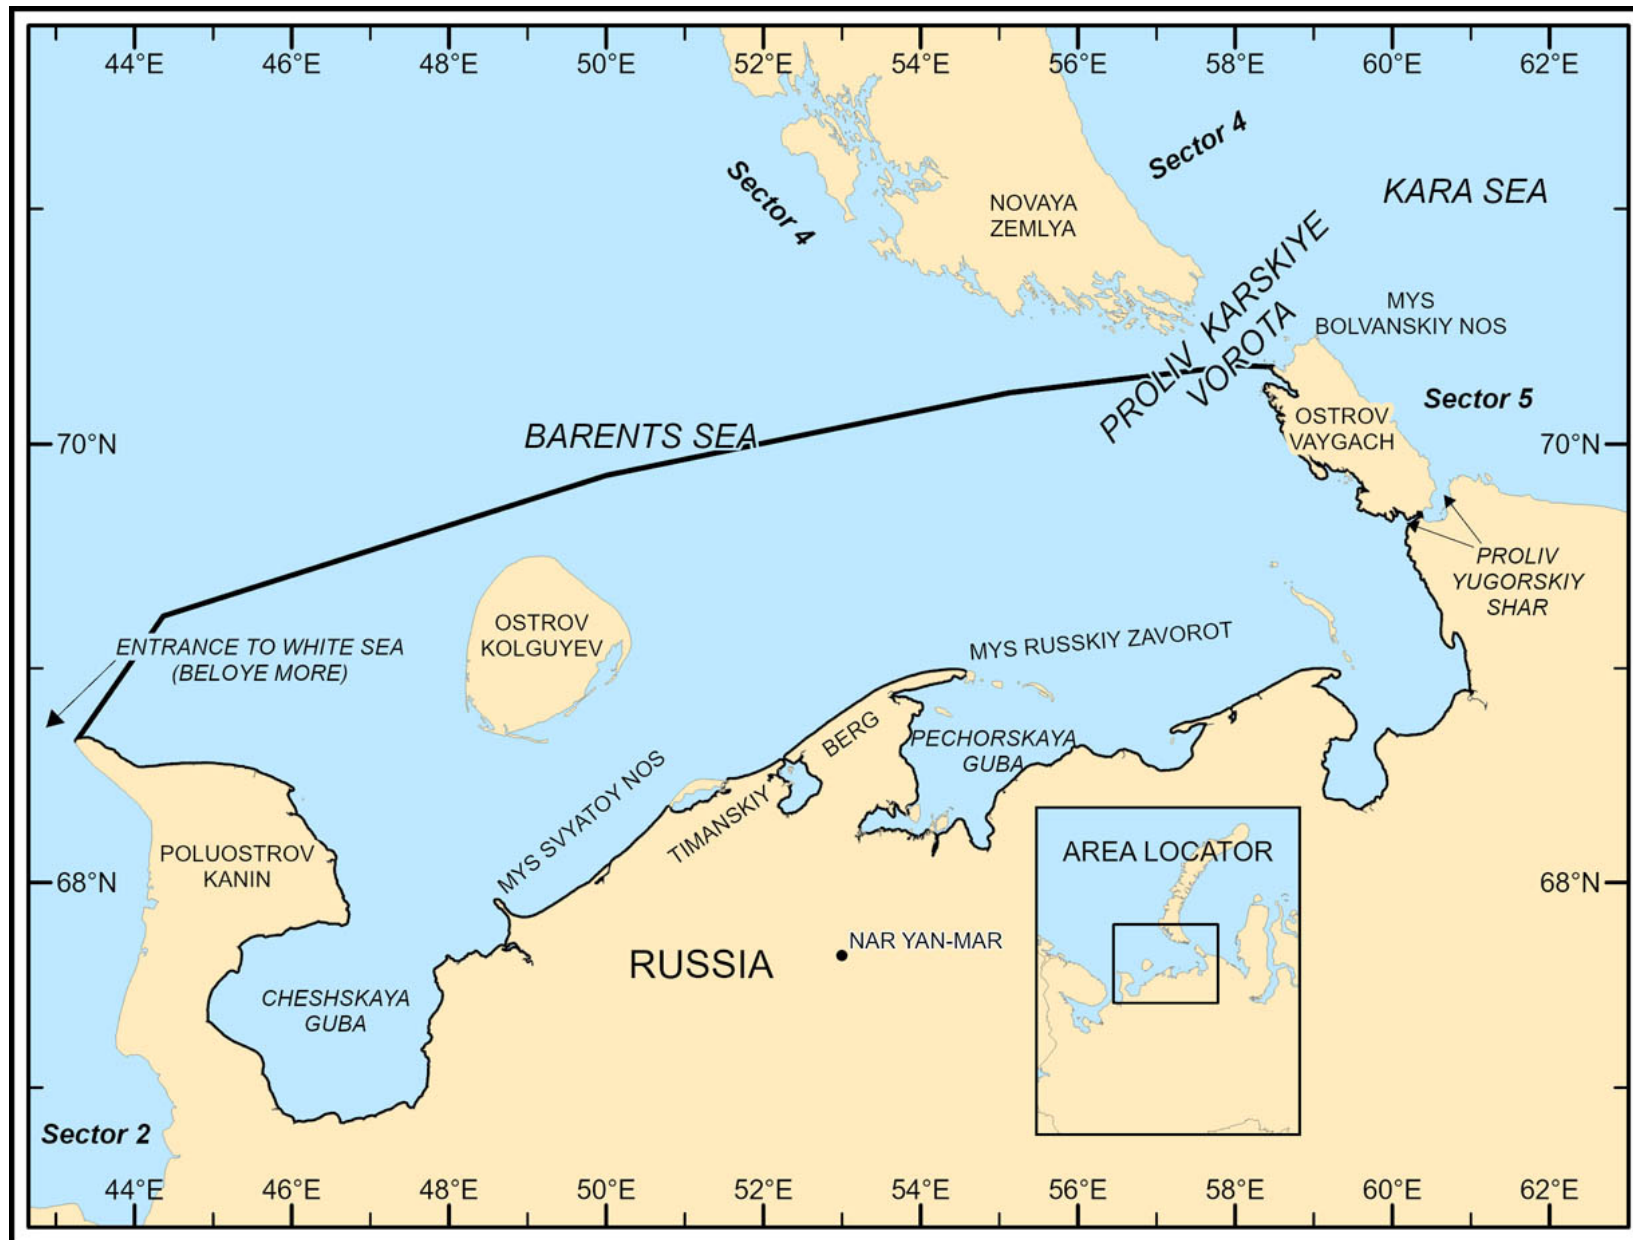 44°E 46°E 48°E 50°E 52°E 54°E 56°E 58°E 60°E 62°E
Sector 4
Sector 4
KARA SEA
NOVAYA
ZEMLYA
PROLIV KARSKIYE
VOROTA
MYS
BOLVANSKIY NOS
Sector 5
BARENTS SEA
OSTROV
VAYGACH
70°N
70°N
PROLIV
YUGORSKIY
SHAR
ENTRANCE TO WHITE SEA
(BELOYE MORE)
OSTROV
KOLGUYEV
MYS RUSSKIY ZAVOROT
BERG
PECHORSKAYA
GUBA
MYS SVYATOY NOS
TIMANSKIY
POLUOSTROV
KANIN
68°N
68°N
AREA LOCATOR
NAR YAN-MAR
RUSSIA
CHESHSKAYA
GUBA
Sector 2
44°E 46°E 48°E 50°E 52°E 54°E 56°E 58°E 60°E 62°E